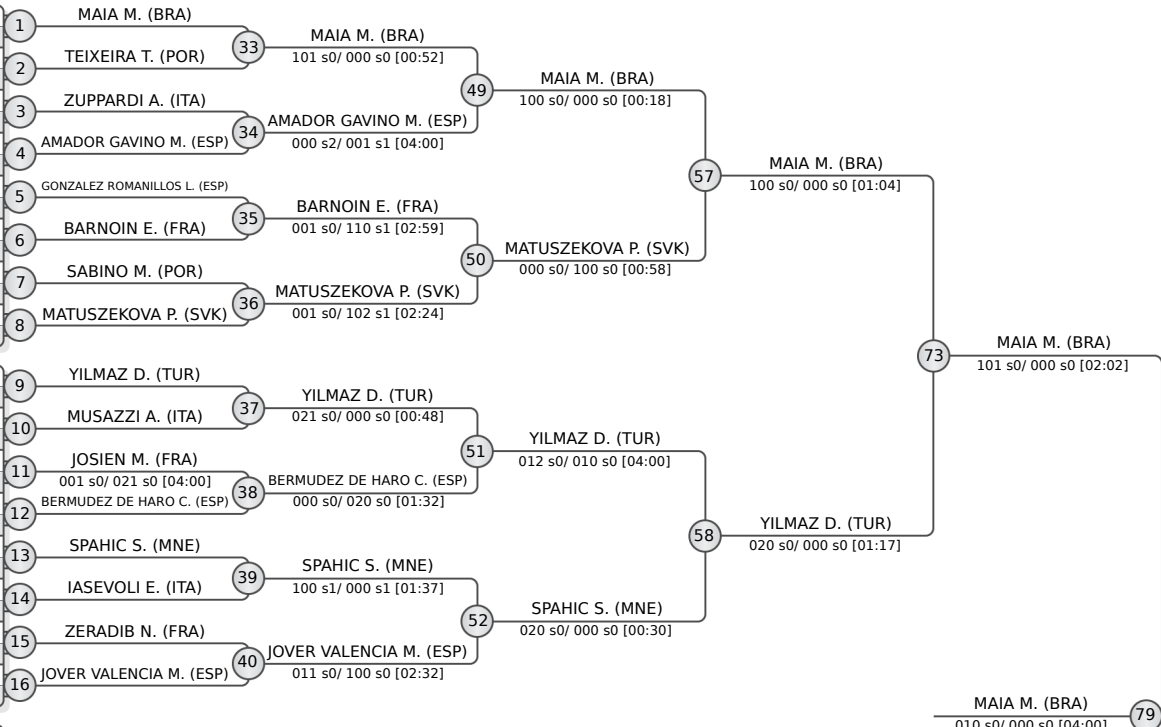 1
MAIA M. (BRA)
2
TEIXEIRA T. (POR)
33
MAIA M. (BRA)
101 s0/ 000 s0 [00:52]
3
ZUPPARDI A. (ITA)
4
AMADOR GAVINO M. (ESP)
34
AMADOR GAVINO M. (ESP)
000 s2/ 001 s1 [04:00]
49
MAIA M. (BRA)
100 s0/ 000 s0 [00:18]
5
GONZALEZ ROMANILLOS L. (ESP)
6
BARNOIN E. (FRA)
35
BARNOIN E. (FRA)
001 s0/ 110 s1 [02:59]
7
SABINO M. (POR)
8
MATUSZEKOVA P. (SVK)
36
MATUSZEKOVA P. (SVK)
001 s0/ 102 s1 [02:24]
50
MATUSZEKOVA P. (SVK)
000 s0/ 100 s0 [00:58]
57
MAIA M. (BRA)
100 s0/ 000 s0 [01:04]
9
YILMAZ D. (TUR)
10
MUSAZZI A. (ITA)
37
YILMAZ D. (TUR)
021 s0/ 000 s0 [00:48]
11
JOSIEN M. (FRA)
001 s0/ 021 s0 [04:00]
12
BERMUDEZ DE HARO C. (ESP)
38
BERMUDEZ DE HARO C. (ESP)
000 s0/ 020 s0 [01:32]
51
YILMAZ D. (TUR)
012 s0/ 010 s0 [04:00]
13
SPAHIC S. (MNE)
14
IASEVOLI E. (ITA)
39
SPAHIC S. (MNE)
100 s1/ 000 s1 [01:37]
15
ZERADIB N. (FRA)
16
JOVER VALENCIA M. (ESP)
40
JOVER VALENCIA M. (ESP)
011 s0/ 100 s0 [02:32]
52
SPAHIC S. (MNE)
020 s0/ 000 s0 [00:30]
58
YILMAZ D. (TUR)
020 s0/ 000 s0 [01:17]
73
MAIA M. (BRA)
101 s0/ 000 s0 [02:02]
MAIA M. (BRA)
010 s0/ 000 s0 [04:00]
79